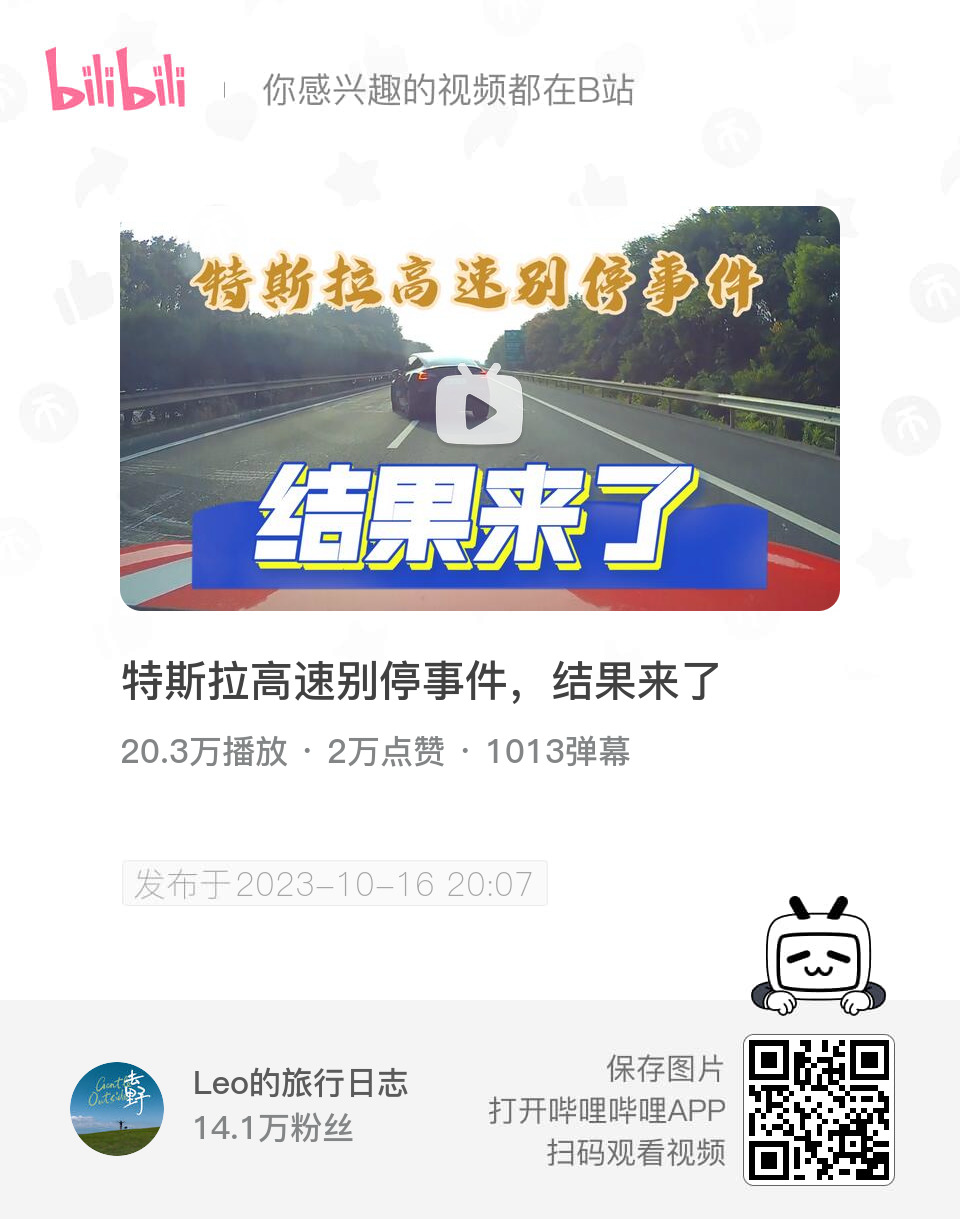 bilibili
你感兴趣的视频都在B站
特斯拉高速别停事件
结果来了
特斯拉高速别停事件，结果来了
20.3万播放 · 2万点赞 · 1013弹幕
发布于2023-10-16 20:07
去野
Leo的旅行日志
14.1万粉丝
保存图片
打开哔哩哔哩APP
扫码观看视频